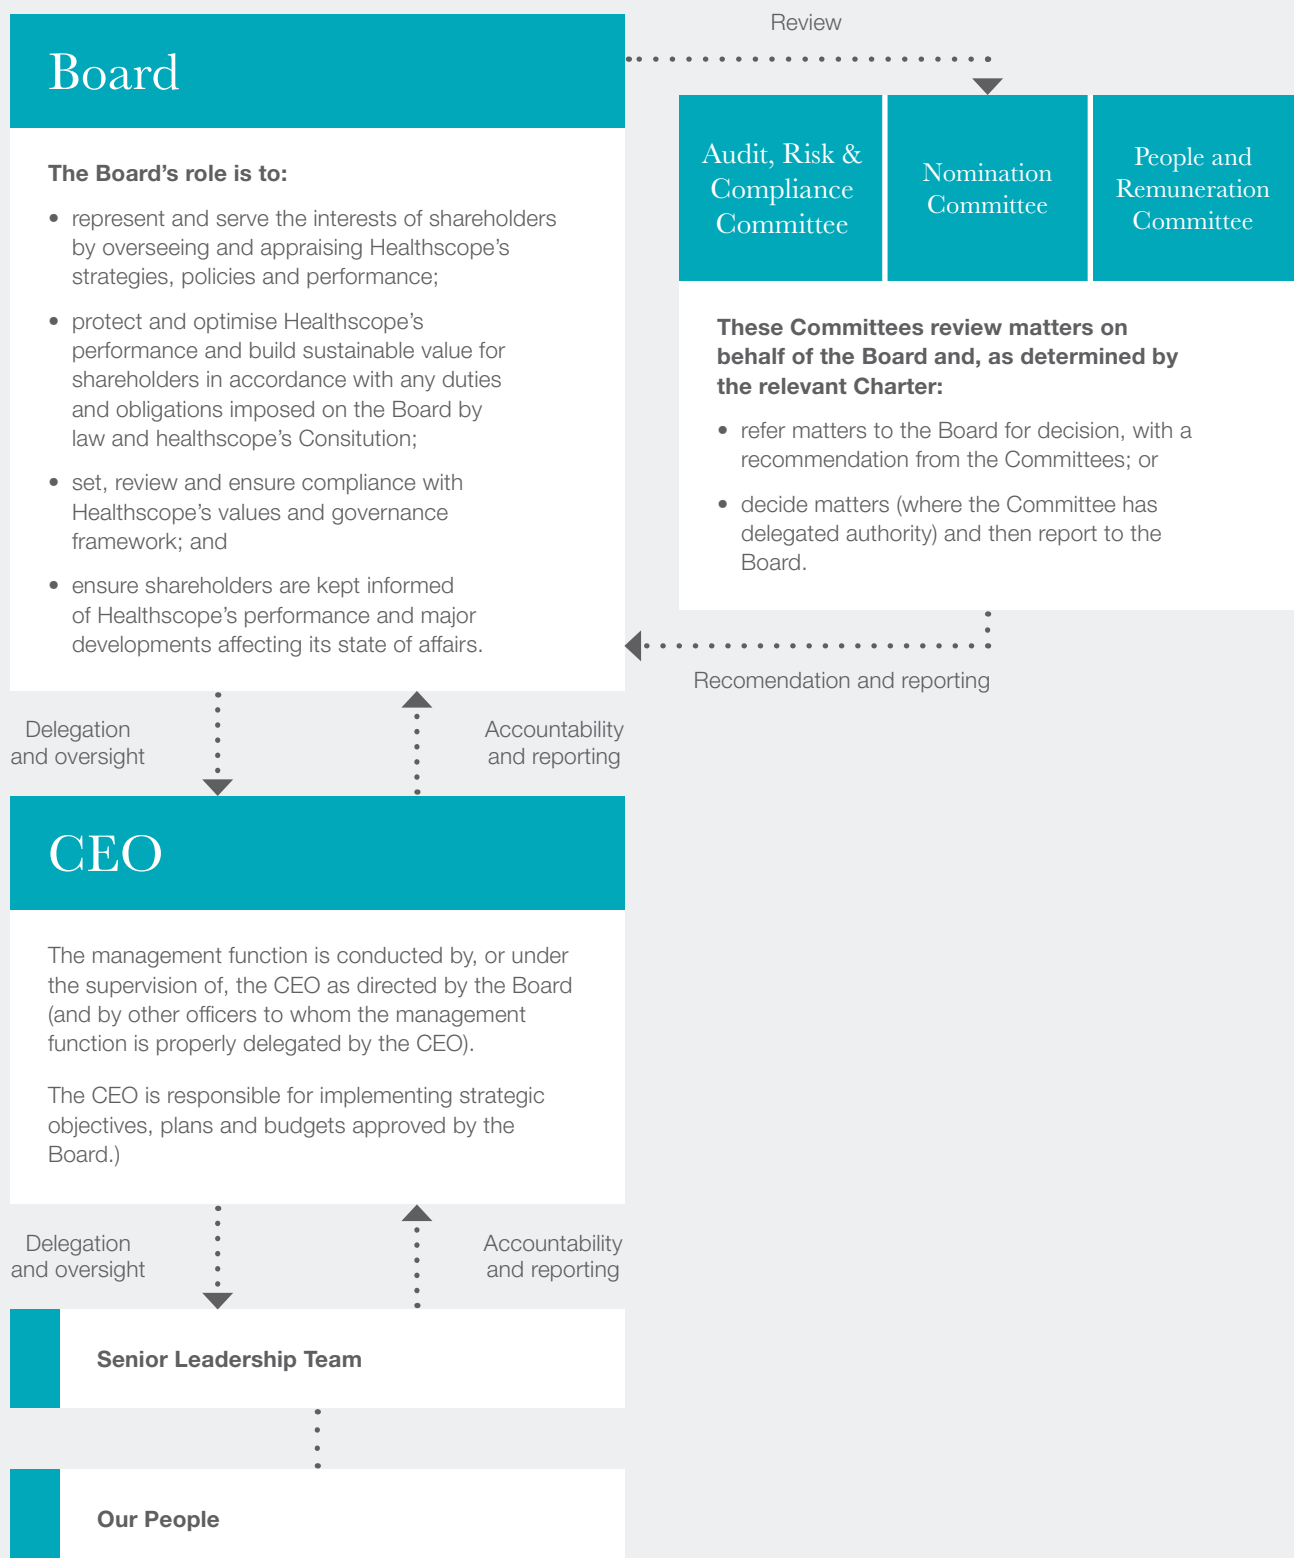 Review
Board
The Board’s role is to:
• represent and serve the interests of shareholders
by overseeing and appraising Healthscope’s
strategies, policies and performance;
• protect and optimise Healthscope’s
performance and build sustainable value for
shareholders in accordance with any duties
and obligations imposed on the Board by
law and healthscope’s Consitution;
• set, review and ensure compliance with
Healthscope’s values and governance
framework; and
• ensure shareholders are kept informed
of Healthscope’s performance and major
developments affecting its state of affairs.
Audit, Risk &
Compliance
Committee
Nomination
Committee
People and
Remuneration
Committee
These Committees review matters on
behalf of the Board and, as determined by
the relevant Charter:
• refer matters to the Board for decision, with a
recommendation from the Committees; or
• decide matters (where the Committee has
delegated authority) and then report to the
Board.
Recomendation and reporting
Delegation
and oversight
Accountability
and reporting
CEO
The management function is conducted by, or under
the supervision of, the CEO as directed by the Board
(and by other officers to whom the management
function is properly delegated by the CEO).
The CEO is responsible for implementing strategic
objectives, plans and budgets approved by the
Board.)
Delegation
and oversight
Accountability
and reporting
Senior Leadership Team
Our People